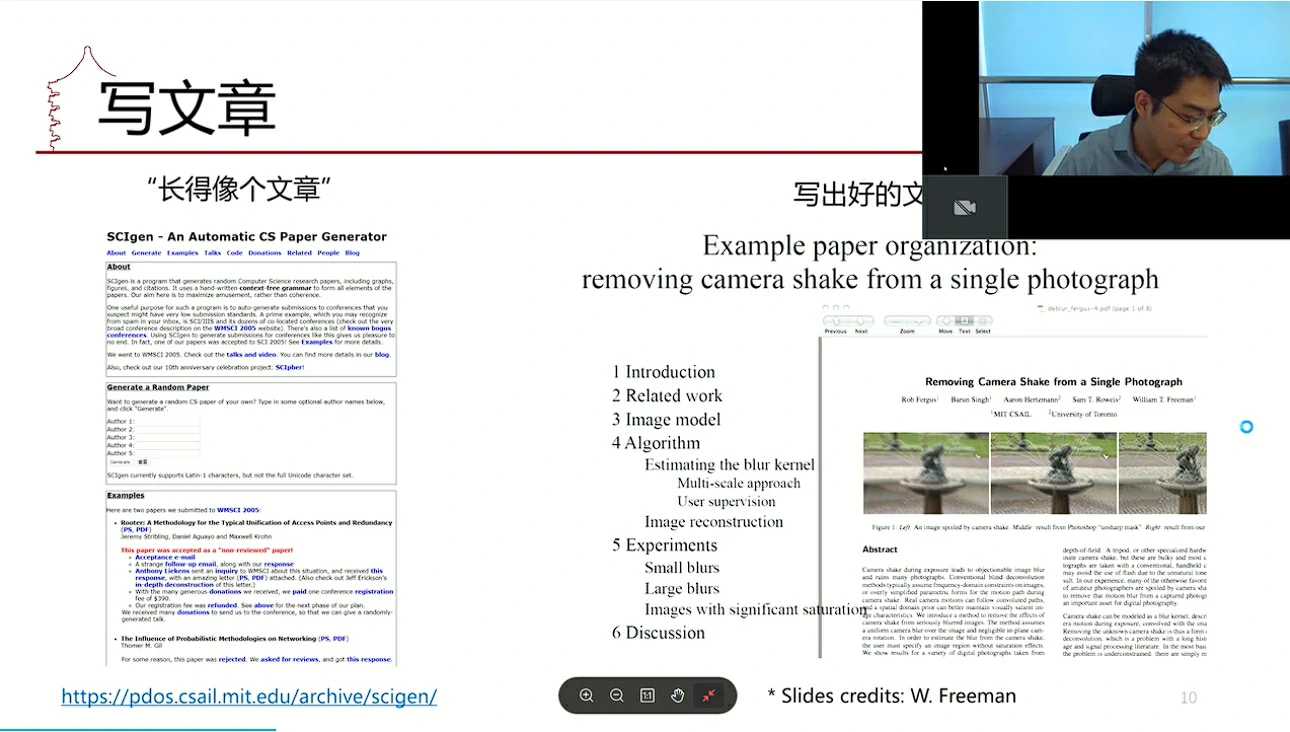 写文章
“长得像个文章”
SCIgen - An Automatic CS Paper Generator
About Generate Examples Talks Code Donations Related People Blog
About
SCIgen is a program that generates random Computer Science research papers, including graphs,
figures, and citations. It uses a hand-written context-free grammar to form all elements of the
papers. Our aim here is to maximize amusement, rather than coherence.
One useful purpose for such a program is to auto-generate submissions to conferences that you
suspect might have very low submission standards. A prime example, which you may recognize
from spam in your inbox, is SCI/IIIS and its dozens of co-located conferences (check out the very
broad conference description on the WMSCI 2005 website). There's also a list of known bogus
conferences. Using SCIgen to generate submissions for conferences like this gives us pleasure to
no end. In fact, one of our papers was accepted to SCI 2005! See Examples for more details.
We went to WMSCI 2005. Check out the talks and video. You can find more details in our blog.
Also, check out our 10th anniversary celebration project: SCIpher!
Generate a Random Paper
Want to generate a random CS paper of your own? Type in some optional author names below,
and click "Generate".
Author 1:
Author 2:
Author 3:
Author 4:
Author 5:
Generate 重置
SCIgen currently supports Latin-1 characters, but not the full Unicode character set.
Examples
Here are two papers we submitted to WMSCI 2005:
• Rooter: A Methodology for the Typical Unification of Access Points and Redundancy
(PS, PDF)
Jeremy Stribling, Daniel Aguayo and Maxwell Krohn
This paper was accepted as a "non-reviewed" paper!
Acceptance e-mail
A strange follow-up email, along with our response
Anthony Liekens sent an inquiry to WMSCI about this situation, and received this
response, with an amazing letter (PS, PDF) attached. (Also check out Jeff Erickson's
in-depth deconstruction of this letter.)
With the many generous donations we received, we paid one conference registration
fee of $390.
Our registration fee was refunded. See above for the next phase of our plan.
We received many donations to send us to the conference, so that we can give a randomly-
generated talk.
• The Influence of Probabilistic Methodologies on Networking (PS, PDF)
Thomer M. Gil
For some reason, this paper was rejected. We asked for reviews, and got this response.
https://pdos.csail.mit.edu/archive/scigen/
写出好的文
Example paper organization:
removing camera shake from a single photograph
1 Introduction
2 Related work
3 Image model
4 Algorithm
Estimating the blur kernel
Multi-scale approach
User supervision
Image reconstruction
5 Experiments
Small blurs
Large blurs
Images with significant saturation
6 Discussion
deblur_fergus-4.pdf (page 1 of 8)
Previous Next Zoom Move Text Select
Removing Camera Shake from a Single Photograph
Rob Fergus1 Barun Singh1 Aaron Hertzmann2 Sam T. Roweis2 William T. Freeman1
1MIT CSAIL 2University of Toronto
Figure 1: Left: An image spoiled by camera shake. Middle: result from Photoshop "unsharp mask". Right: result from our
Abstract
Camera shake during exposure leads to objectionable image blur
and ruins many photographs. Conventional blind deconvolution
methods typically assume frequency-domain constraints on images,
or overly simplified parametric forms for the motion path during
camera shake. Real camera motions can follow convoluted paths,
and a spatial domain prior can better maintain visually salient im-
age characteristics. We introduce a method to remove the effects of
camera shake from seriously blurred images. The method assumes
a uniform camera blur over the image and negligible in-plane cam-
era rotation. In order to estimate the blur from the camera shake,
the user must specify an image region without saturation effects.
We show results for a variety of digital photographs taken from
depth-of-field. A tripod, or other specialized hardw
inate camera shake, but these are bulky and most c
tographs are taken with a conventional, handheld c
may avoid the use of flash due to the unnatural tone
sult. In our experience, many of the otherwise favorit
of amateur photographers are spoiled by camera sha
to remove that motion blur from a captured photog
an important asset for digital photography.
Camera shake can be modeled as a blur kernel, descri
era motion during exposure, convolved with the ima
Removing the unknown camera shake is thus a form o
deconvolution, which is a problem with a long hist
age and signal processing literature. In the most basi
the problem is underconstrained: there are simply m
* Slides credits: W. Freeman
10